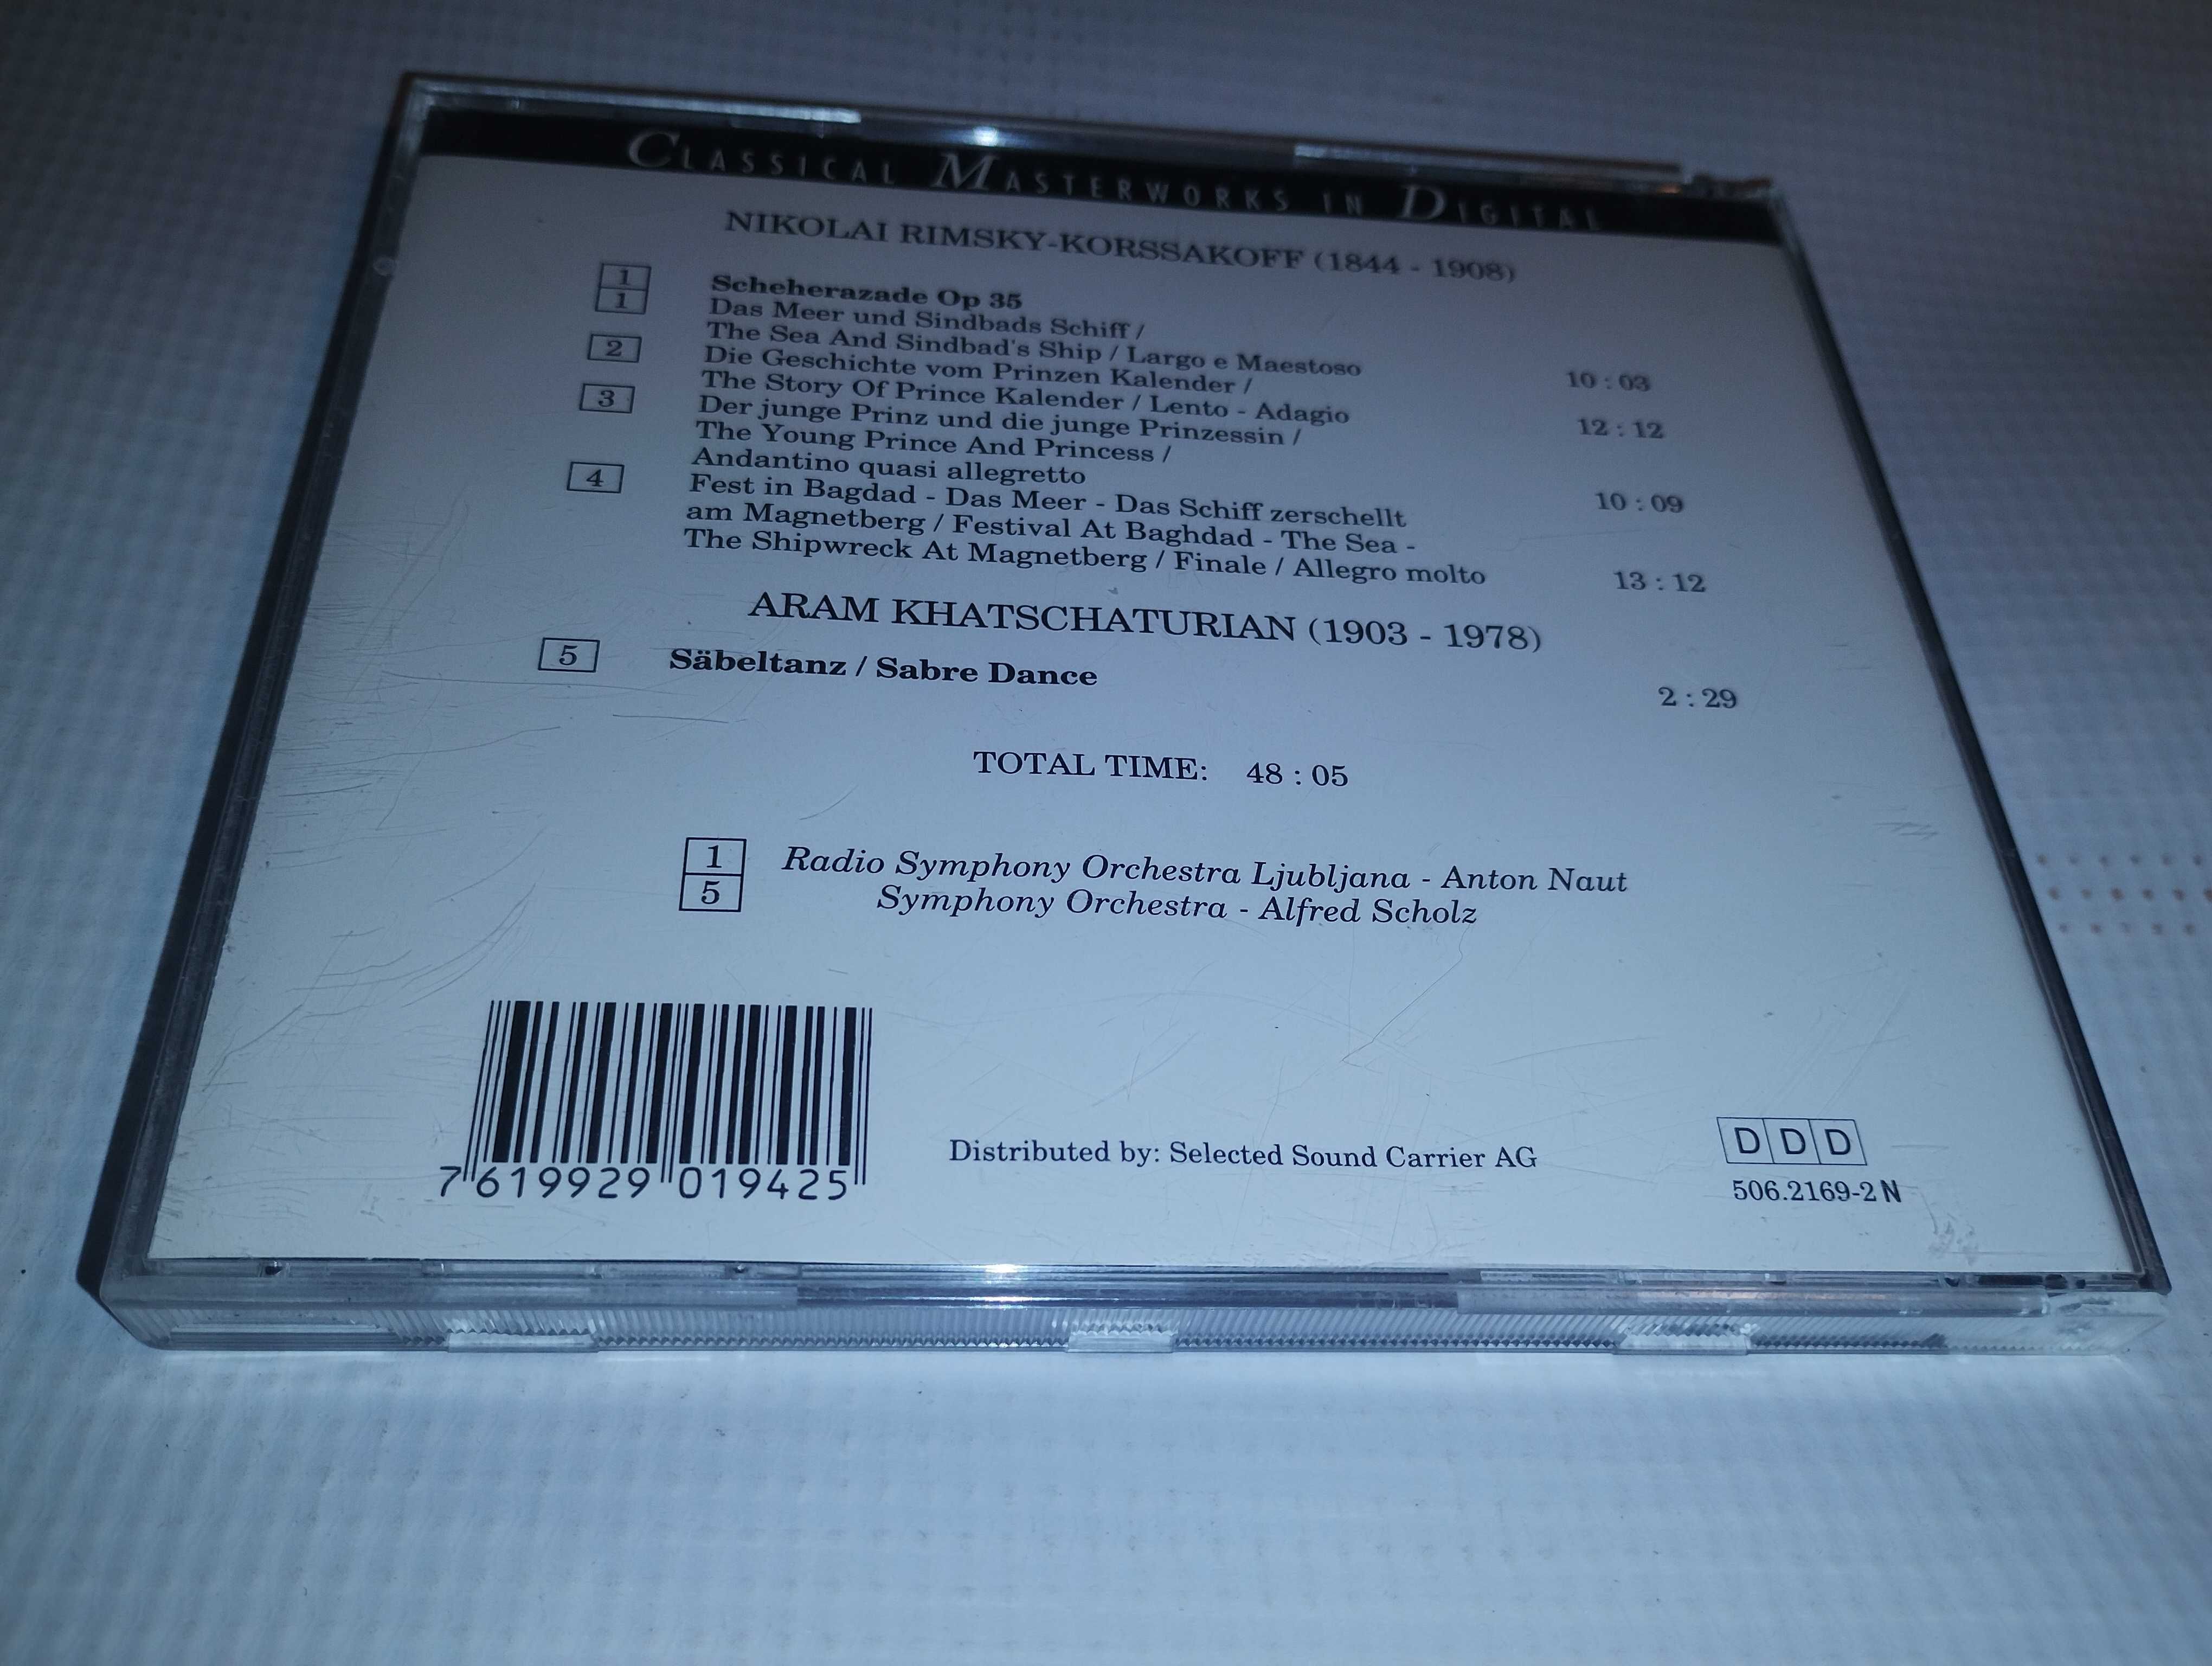 CLASSICAL MASTERWORKS IN DIGITAL
NIKOLAI RIMSKY-KORSSAKOFF (1844 - 1908)
1 Scheherazade Op 35
1 Das Meer und Sindbads Schiff /
The Sea And Sindbad's Ship / Largo e Maestoso 10 : 03
2 Die Geschichte vom Prinzen Kalender /
The Story Of Prince Kalender / Lento - Adagio 12 : 12
3 Der junge Prinz und die junge Prinzessin /
The Young Prince And Princess /
Andantino quasi allegretto 10 : 09
4 Fest in Bagdad - Das Meer - Das Schiff zerschellt
am Magnetberg / Festival At Baghdad - The Sea -
The Shipwreck At Magnetberg / Finale / Allegro molto 13 : 12
ARAM KHATSCHATURIAN (1903 - 1978)
5 Säbeltanz / Sabre Dance 2 : 29
TOTAL TIME: 48 : 05
1 Radio Symphony Orchestra Ljubljana - Anton Naut
5 Symphony Orchestra - Alfred Scholz
7 619929 019425
Distributed by: Selected Sound Carrier AG
DDD
506.2169-2 N